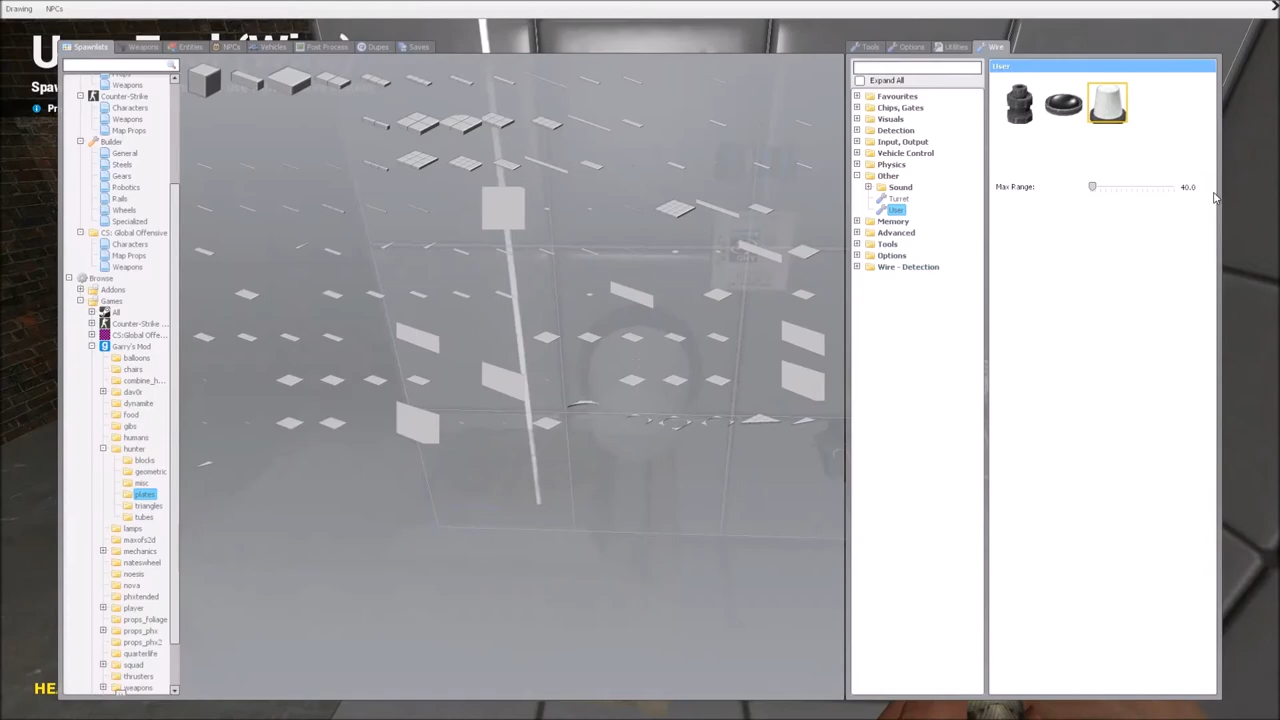 Drawing NPCs
Spawnlists Weapons Entities NPCs Vehicles Post Process Dupes Saves
Weapons
Counter-Strike
Characters
Weapons
Map Props
Builder
General
Steels
Gears
Robotics
Rails
Wheels
Specialized
CS: Global Offensive
Characters
Map Props
Weapons
Browse
Addons
Games
All
Counter-Strike ...
CS:Global Offe...
Garry's Mod
balloons
chairs
combine_h...
dav0r
dynamite
food
gibs
humans
hunter
blocks
geometric
misc
plates
triangles
tubes
lamps
maxofs2d
mechanics
nateswheel
noesis
nova
phxtended
player
props_foliage
props_phx
props_phx2
quarterlife
squad
thrusters
weapons
Tools Options Utilities Wire
Expand All
Favourites
Chips, Gates
Visuals
Detection
Input, Output
Vehicle Control
Physics
Other
Sound
Turret
User
Memory
Advanced
Tools
Options
Wire - Detection
User
Max Range: 40.0